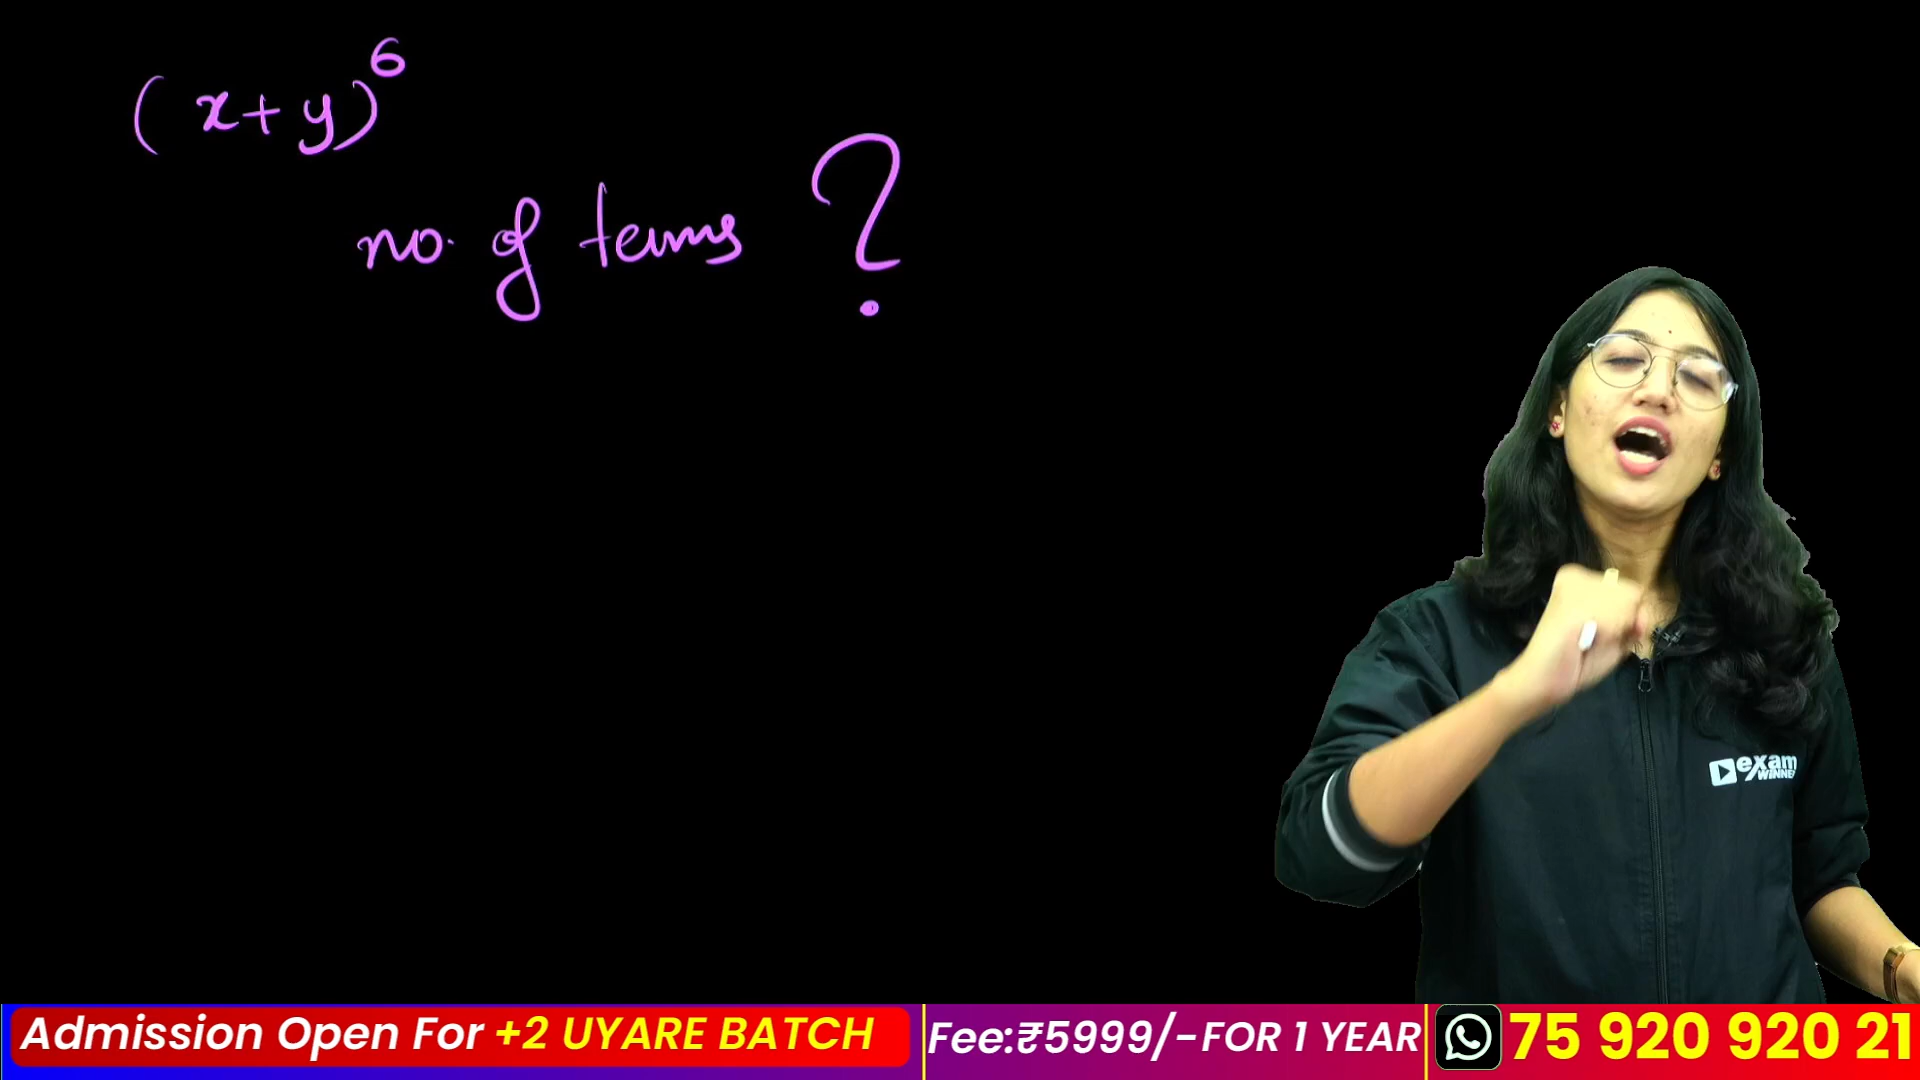 (x+y)⁶
no. of terms ?
exam
WINNER
Admission Open For +2 UYARE BATCH
Fee:₹5999/-FOR 1 YEAR
75 920 920 21